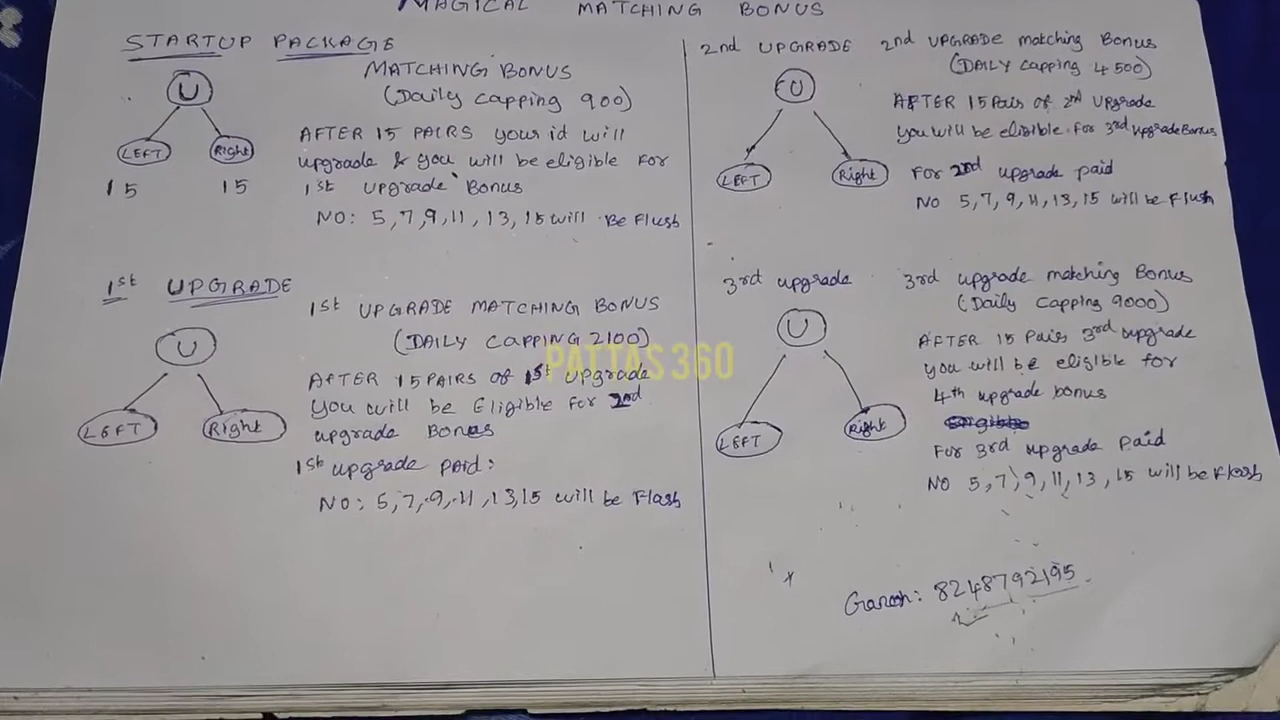 MAGICAL MATCHING BONUS
STARTUP PACKAGE
MATCHING BONUS
(Daily capping 900)
U
LEFT Right
15 15
AFTER 15 PAIRS your id will
upgrade & you will be eligible For
1st upgrade Bonus
NO: 5, 7, 9, 11, 13, 15 will Be Flush
1st UPGRADE
1st UPGRADE MATCHING BONUS
(DAILY CAPPING 2100)
U
LEFT Right
AFTER 15 PAIRS of 1st upgrade
you will be Eligible For 2nd
upgrade Bonus
1st upgrade PAID:
NO: 5, 7, 9, 11, 13, 15 will be Flash
2nd UPGRADE
2nd UPGRADE matching Bonus
(DAILY capping 4500)
U
LEFT Right
AFTER 15 Pairs of 2nd upgrade
you will be eligible For 3rd upgrade Bonus
For 2nd upgrade paid
NO 5, 7, 9, 11, 13, 15 will be Flush
3rd upgrade
3rd upgrade matching Bonus
(Daily Capping 9000)
U
LEFT Right
AFTER 15 Pairs 3rd upgrade
you will be eligible for
4th upgrade bonus
For 3rd upgrade Paid
NO 5, 7, 9, 11, 13, 15 will be Flash
PATTAS 360
Ganesh: 8248792195